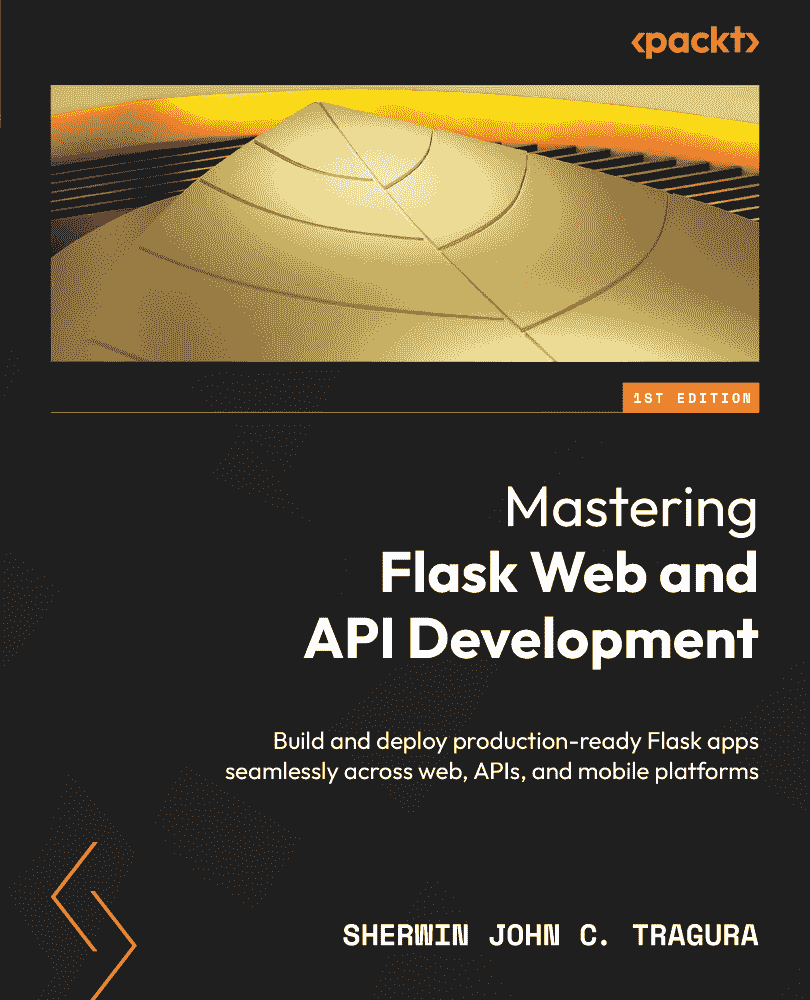 <packt>
1ST EDITION
Mastering
Flask Web and
API Development
Build and deploy production-ready Flask apps
seamlessly across web, APIs, and mobile platforms
SHERWIN JOHN C. TRAGURA